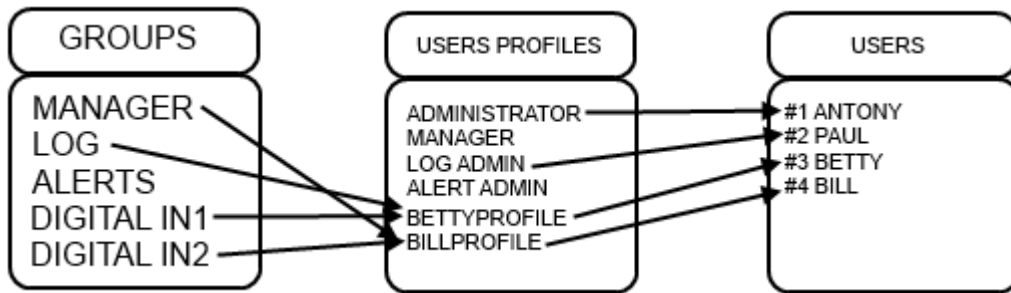 GROUPS
MANAGER
LOG
ALERTS
DIGITAL IN1
DIGITAL IN2
USERS PROFILES
ADMINISTRATOR
MANAGER
LOG ADMIN
ALERT ADMIN
BETTYPROFILE
BILLPROFILE
USERS
#1 ANTONY
#2 PAUL
#3 BETTY
#4 BILL